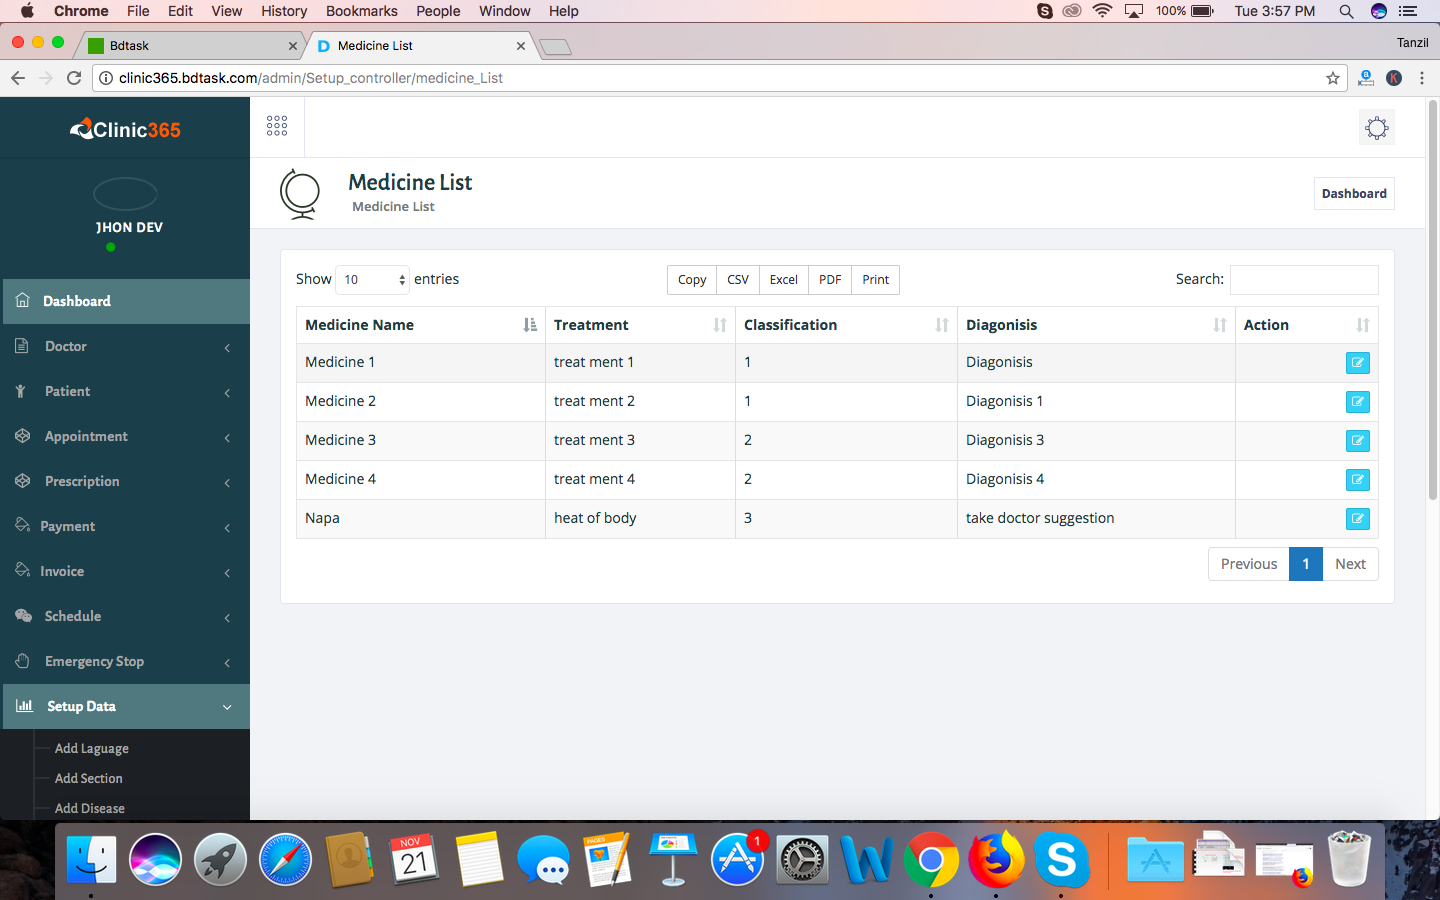 Chrome File Edit View History Bookmarks People Window Help 100% Tue 3:57 PM
Bdtask Medicine List Tanzil
clinic365.bdtask.com/admin/Setup_controller/medicine_List
Clinic365
JHON DEV
Medicine List
Medicine List
Dashboard
Dashboard
Doctor
Patient
Appointment
Prescription
Payment
Invoice
Schedule
Emergency Stop
Setup Data
Add Laguage
Add Section
Add Disease
Show 10 entries Copy CSV Excel PDF Print Search:
Medicine Name Treatment Classification Diagonisis Action
Medicine 1 treat ment 1 1 Diagonisis
Medicine 2 treat ment 2 1 Diagonisis 1
Medicine 3 treat ment 3 2 Diagonisis 3
Medicine 4 treat ment 4 2 Diagonisis 4
Napa heat of body 3 take doctor suggestion
Previous 1 Next
NOV
21
PAGES
1